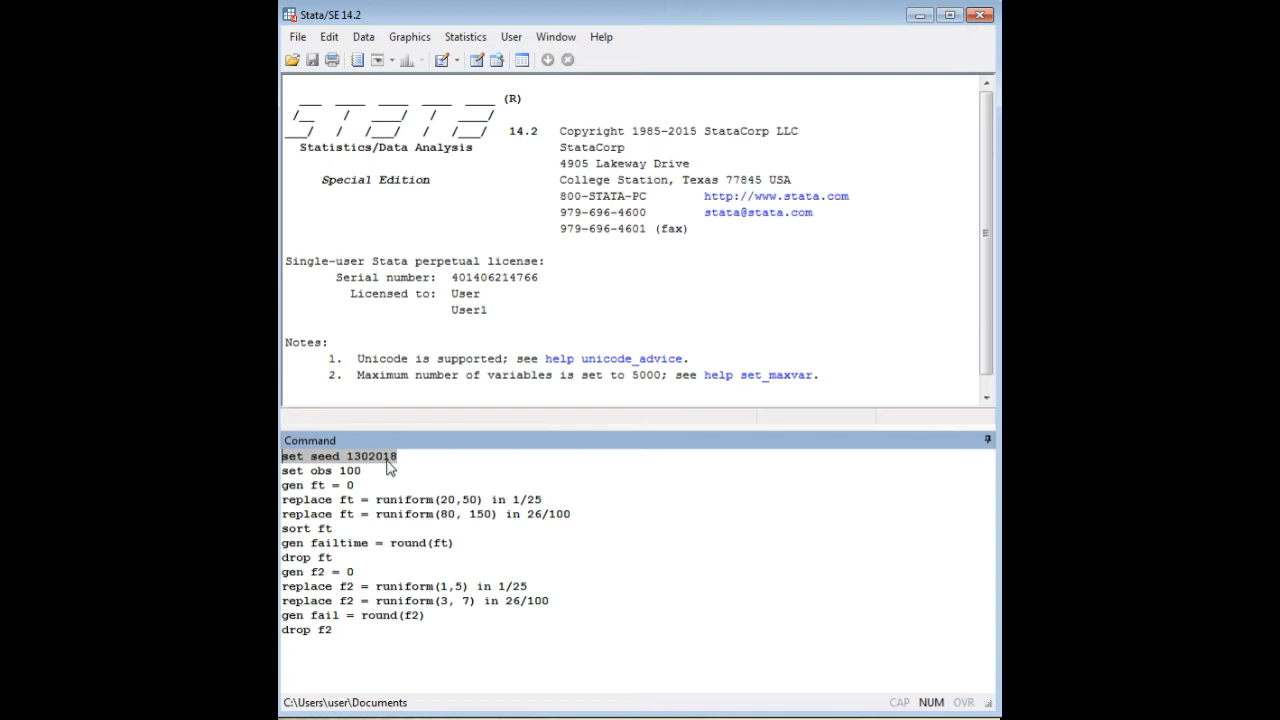 Stata/SE 14.2
File Edit Data Graphics Statistics User Window Help
(R)
14.2 Copyright 1985-2015 StataCorp LLC
Statistics/Data Analysis StataCorp
4905 Lakeway Drive
Special Edition College Station, Texas 77845 USA
800-STATA-PC http://www.stata.com
979-696-4600 stata@stata.com
979-696-4601 (fax)
Single-user Stata perpetual license:
Serial number: 401406214766
Licensed to: User
User1
Notes:
1. Unicode is supported; see help unicode_advice.
2. Maximum number of variables is set to 5000; see help set_maxvar.
Command
set seed 1302018
set obs 100
gen ft = 0
replace ft = runiform(20,50) in 1/25
replace ft = runiform(80, 150) in 26/100
sort ft
gen failtime = round(ft)
drop ft
gen f2 = 0
replace f2 = runiform(1,5) in 1/25
replace f2 = runiform(3, 7) in 26/100
gen fail = round(f2)
drop f2
C:\Users\user\Documents CAP NUM OVR